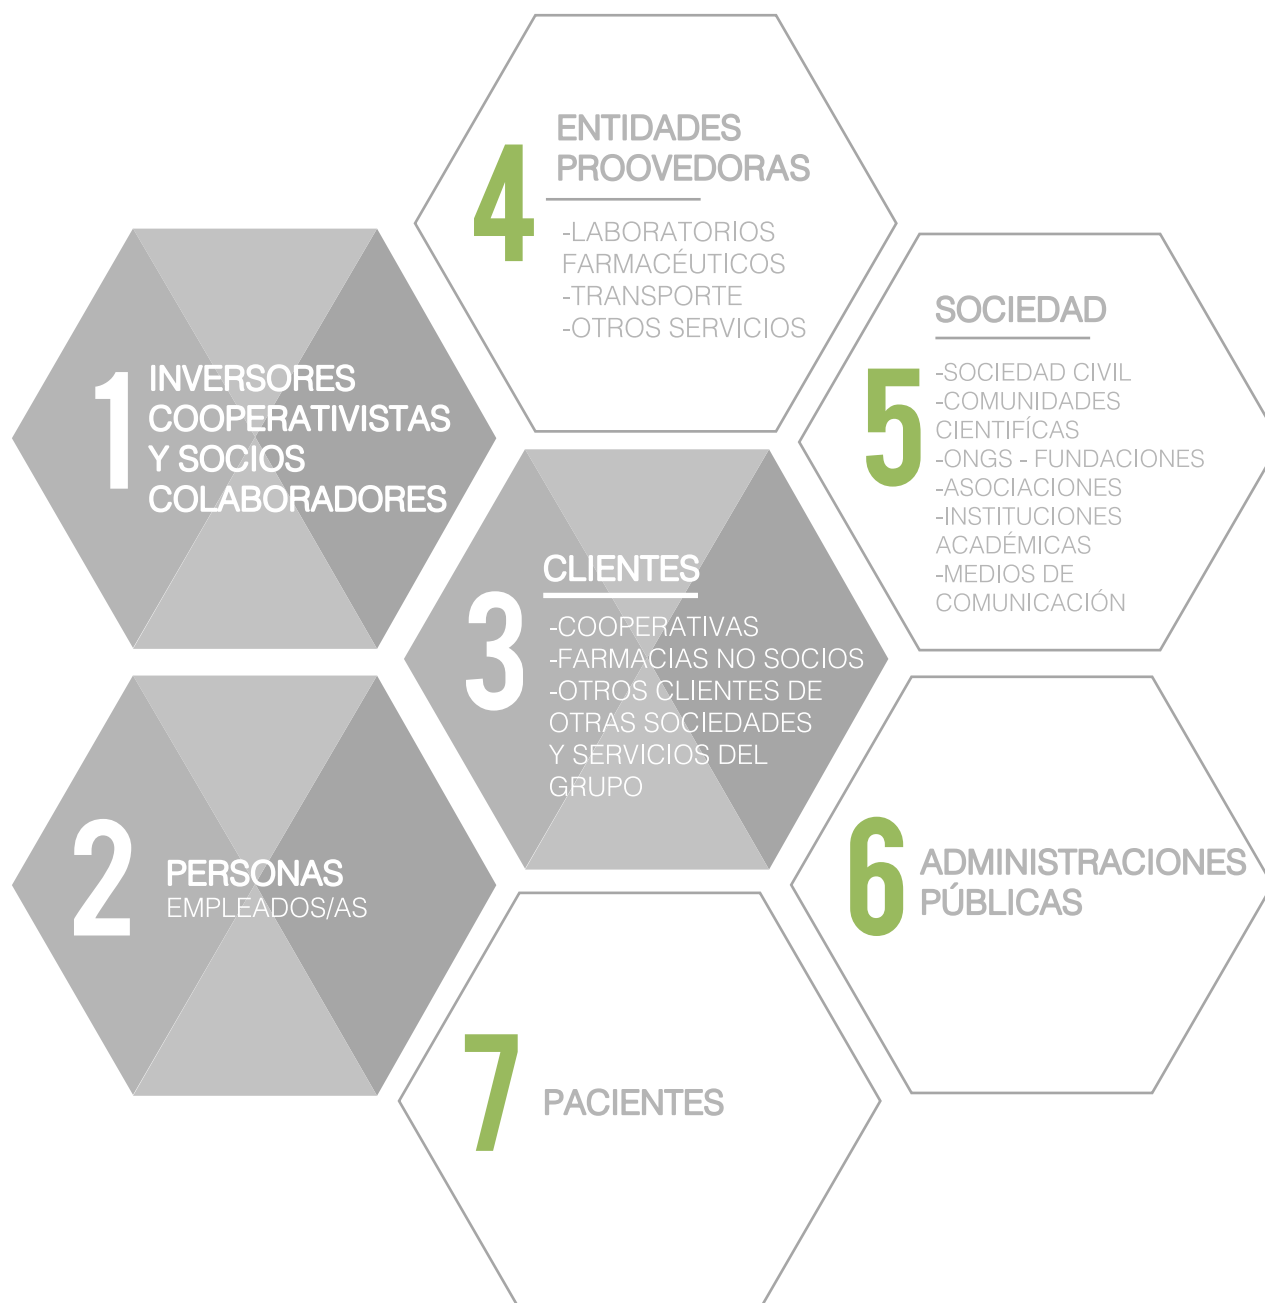 1
INVERSORES
COOPERATIVISTAS
Y SOCIOS
COLABORADORES
2
PERSONAS
EMPLEADOS/AS
3
CLIENTES
-COOPERATIVAS
-FARMACIAS NO SOCIOS
-OTROS CLIENTES DE
OTRAS SOCIEDADES
Y SERVICIOS DEL
GRUPO
4
ENTIDADES
PROOVEDORAS
-LABORATORIOS
FARMACÉUTICOS
-TRANSPORTE
-OTROS SERVICIOS
5
SOCIEDAD
-SOCIEDAD CIVIL
-COMUNIDADES
CIENTIFÍCAS
-ONGS - FUNDACIONES
-ASOCIACIONES
-INSTITUCIONES
ACADÉMICAS
-MEDIOS DE
COMUNICACIÓN
6
ADMINISTRACIONES
PÚBLICAS
7
PACIENTES